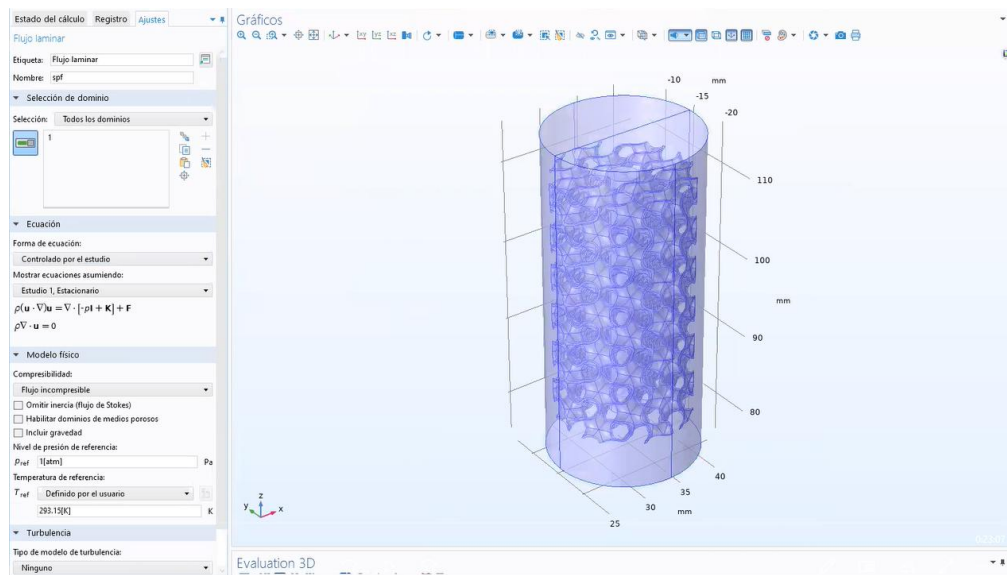 Estado del cálculo Registro Ajustes
Flujo laminar
Etiqueta: Flujo laminar
Nombre: spf
Selección de dominio
Selección: Todos los dominios
1
Ecuación
Forma de ecuación:
Controlado por el estudio
Mostrar ecuaciones asumiendo:
Estudio 1, Estacionario
ρ(u · ∇)u = ∇ · [-pI + K] + F
ρ∇ · u = 0
Modelo físico
Compresibilidad:
Flujo incompresible
Omitir inercia (flujo de Stokes)
Habilitar dominios de medios porosos
Incluir gravedad
Nivel de presión de referencia:
pref 1[atm] Pa
Temperatura de referencia:
Tref Definido por el usuario
293.15[K] K
Turbulencia
Tipo de modelo de turbulencia:
Ninguno
Gráficos
-10 mm
-15
-20
110
100
mm
90
80
40
35
30 mm
25
z
y x
Evaluation 3D